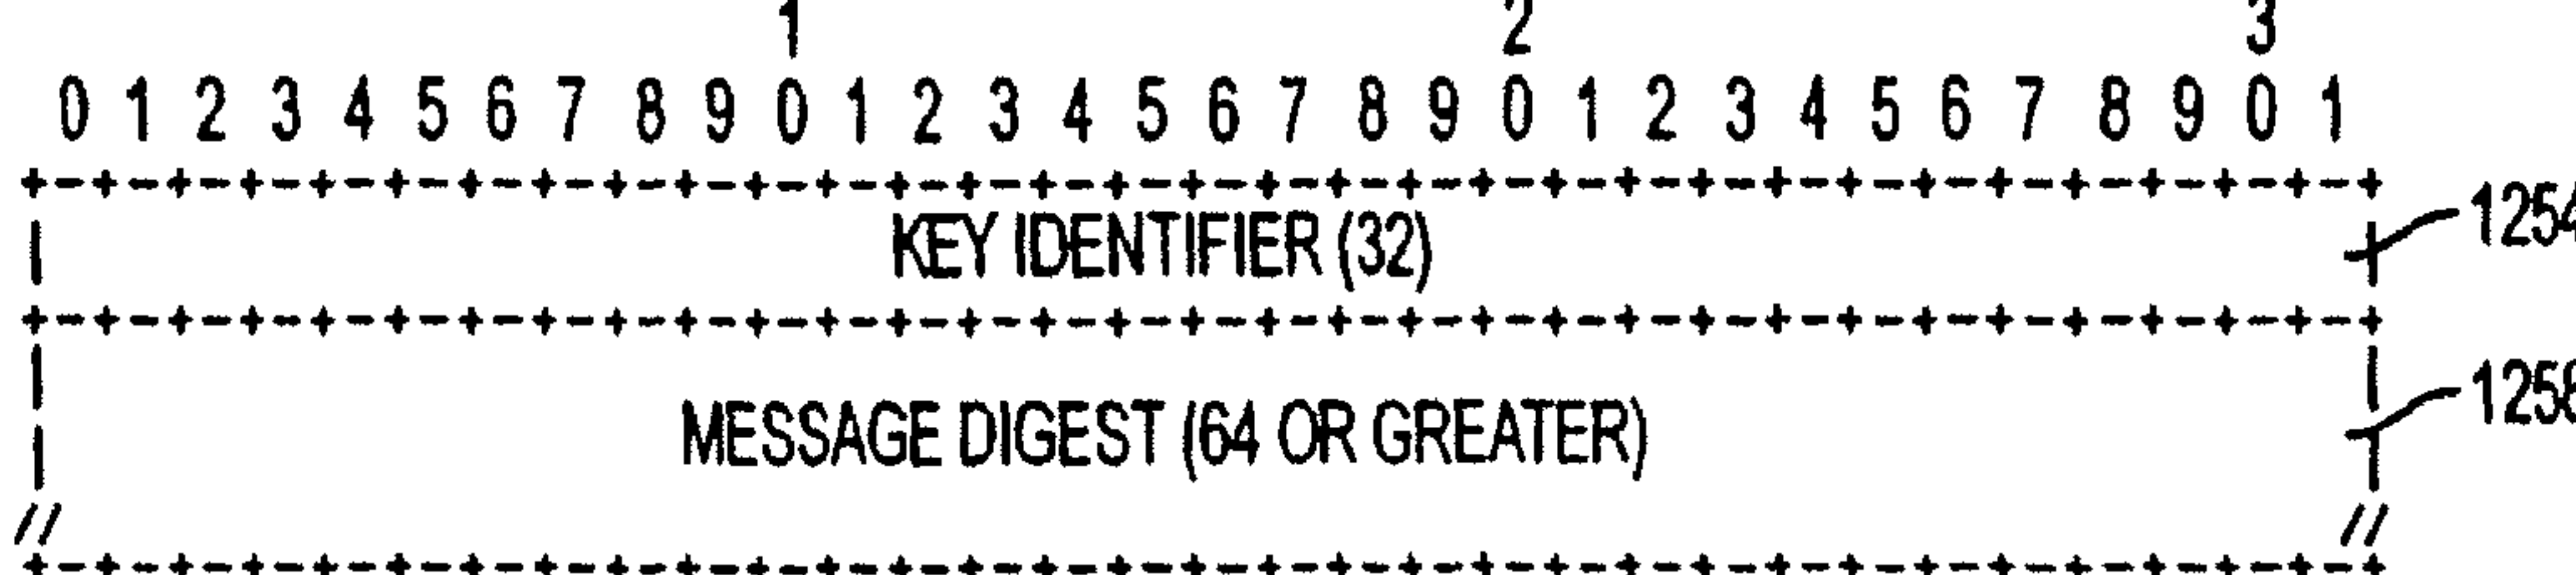 1 2 3
0 1 2 3 4 5 6 7 8 9 0 1 2 3 4 5 6 7 8 9 0 1 2 3 4 5 6 7 8 9 0 1
+-+-+-+-+-+-+-+-+-+-+-+-+-+-+-+-+-+-+-+-+-+-+-+-+-+-+-+-+-+-+-+-+
| KEY IDENTIFIER (32) | 1254
+-+-+-+-+-+-+-+-+-+-+-+-+-+-+-+-+-+-+-+-+-+-+-+-+-+-+-+-+-+-+-+-+
| | 1258
| MESSAGE DIGEST (64 OR GREATER) |
// //
+-+-+-+-+-+-+-+-+-+-+-+-+-+-+-+-+-+-+-+-+-+-+-+-+-+-+-+-+-+-+-+-+